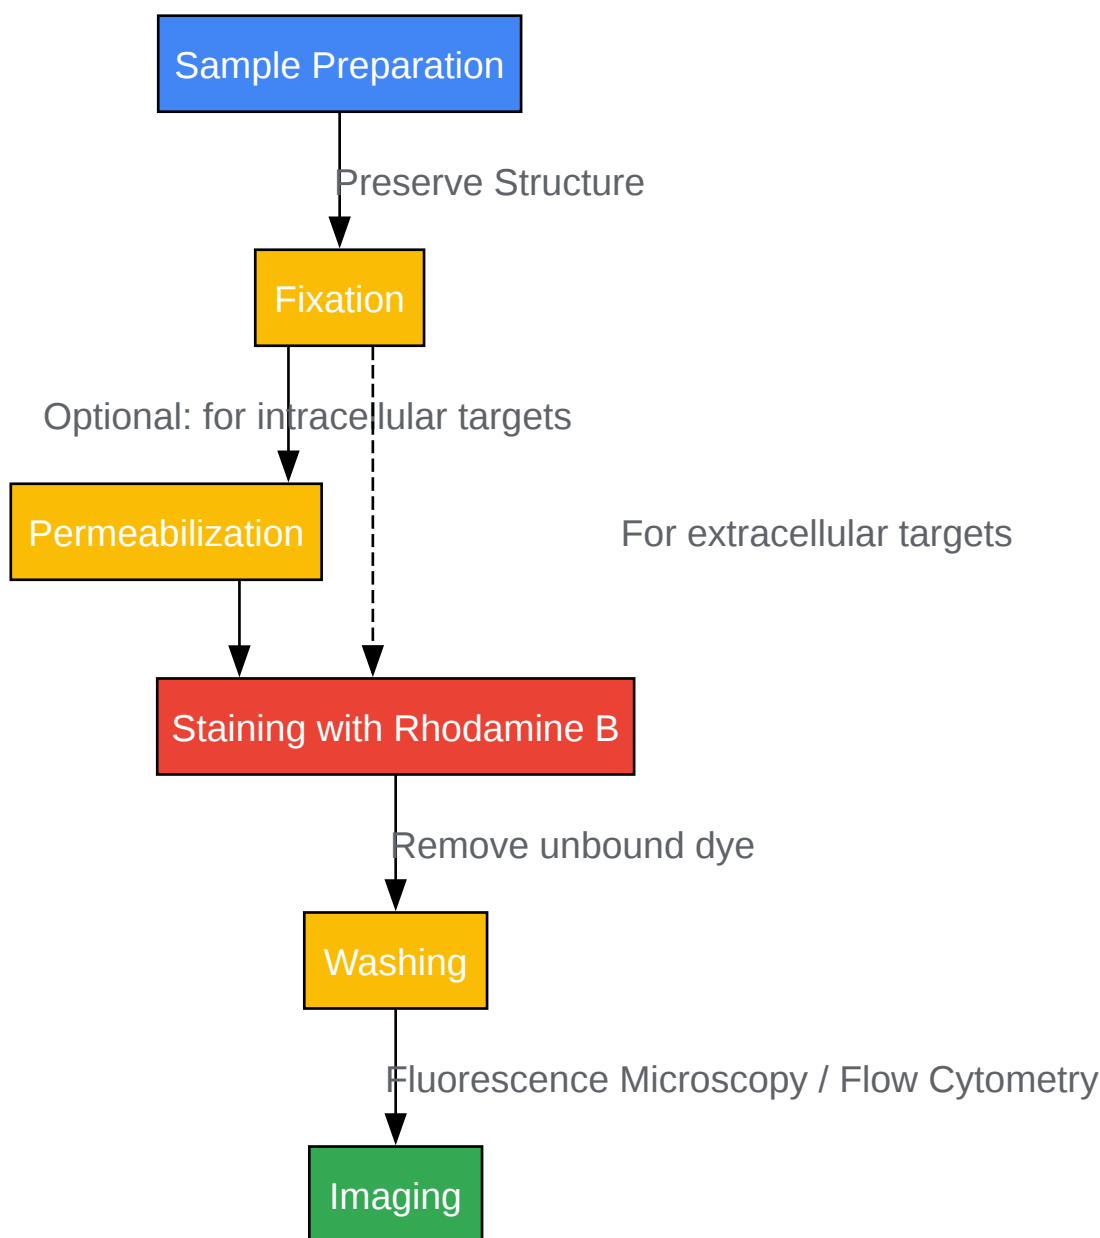 Sample Preparation
Preserve Structure
Fixation
Optional: for intracellular targets
Permeabilization
For extracellular targets
Staining with Rhodamine B
Remove unbound dye
Washing
Fluorescence Microscopy / Flow Cytometry
Imaging